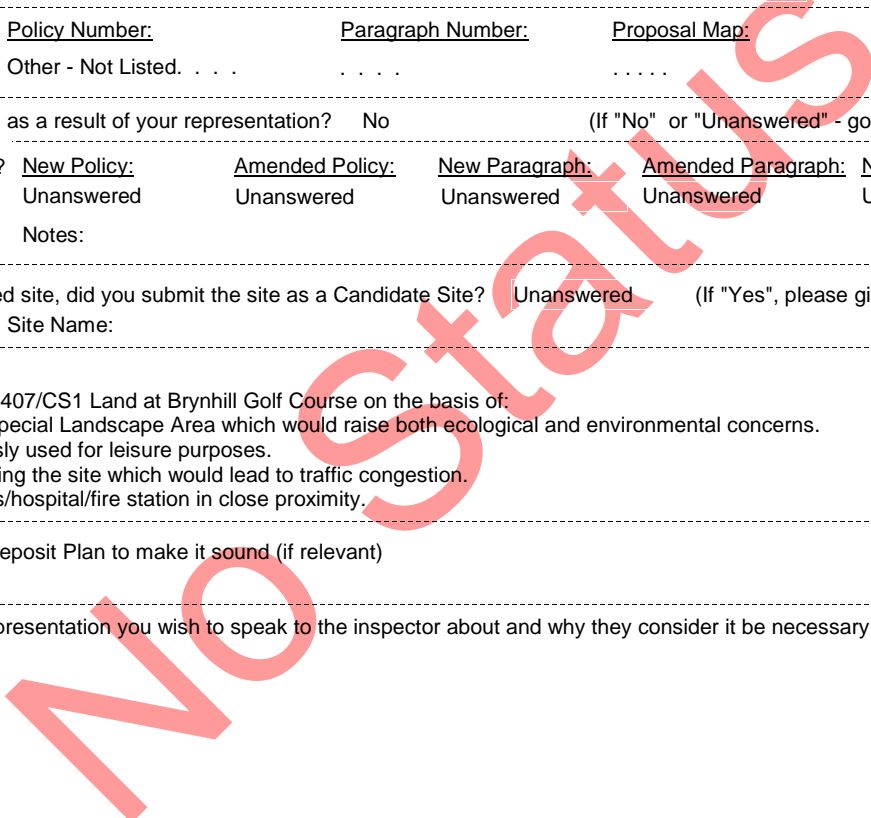 Policy Number: Paragraph Number: Proposal Map:
Other - Not Listed. . . . . . . . . . . . .
as a result of your representation? No (If "No" or "Unanswered" - go
? New Policy: Amended Policy: New Paragraph: Amended Paragraph: N
Unanswered Unanswered Unanswered Unanswered U
Notes:
ed site, did you submit the site as a Candidate Site? Unanswered (If "Yes", please gi
Site Name:
407/CS1 Land at Brynhill Golf Course on the basis of:
pecial Landscape Area which would raise both ecological and environmental concerns.
sly used for leisure purposes.
ing the site which would lead to traffic congestion.
s/hospital/fire station in close proximity.
eposit Plan to make it sound (if relevant)
presentation you wish to speak to the inspector about and why they consider it be necessary
No Status